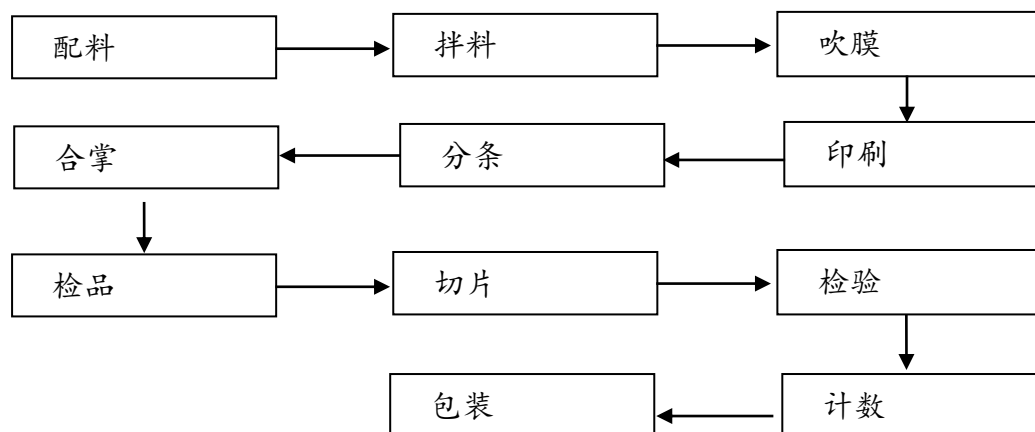 配料
拌料
吹膜
合掌
分条
印刷
检品
切片
检验
包装
计数